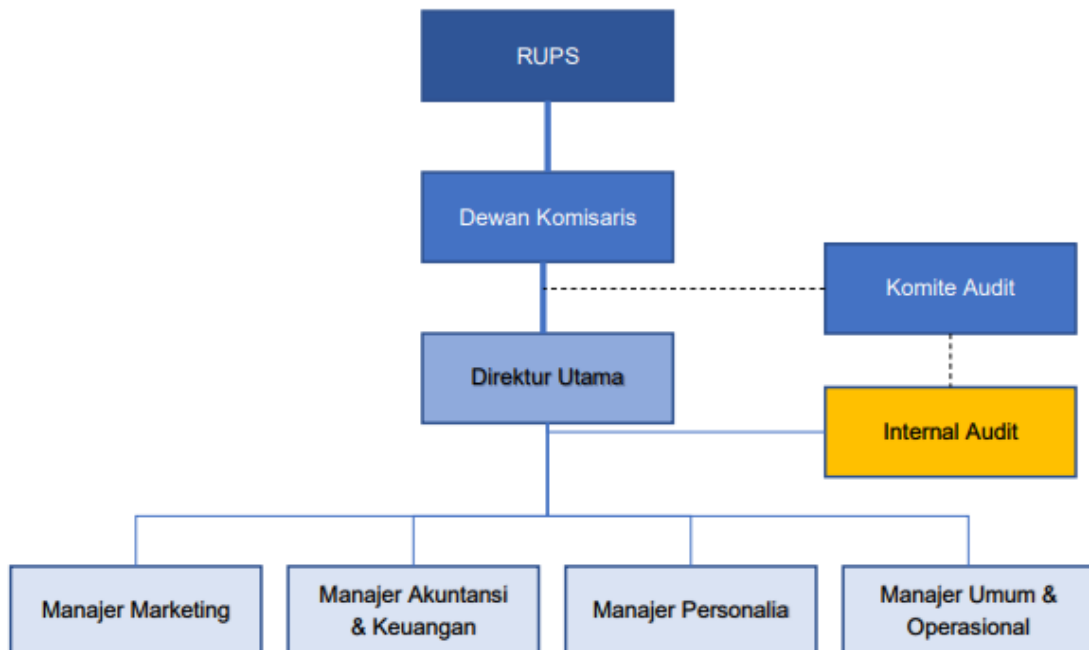 RUPS
Dewan Komisaris
Komite Audit
Direktur Utama
Internal Audit
Manajer Marketing
Manajer Akuntansi
& Keuangan
Manajer Personalia
Manajer Umum &
Operasional